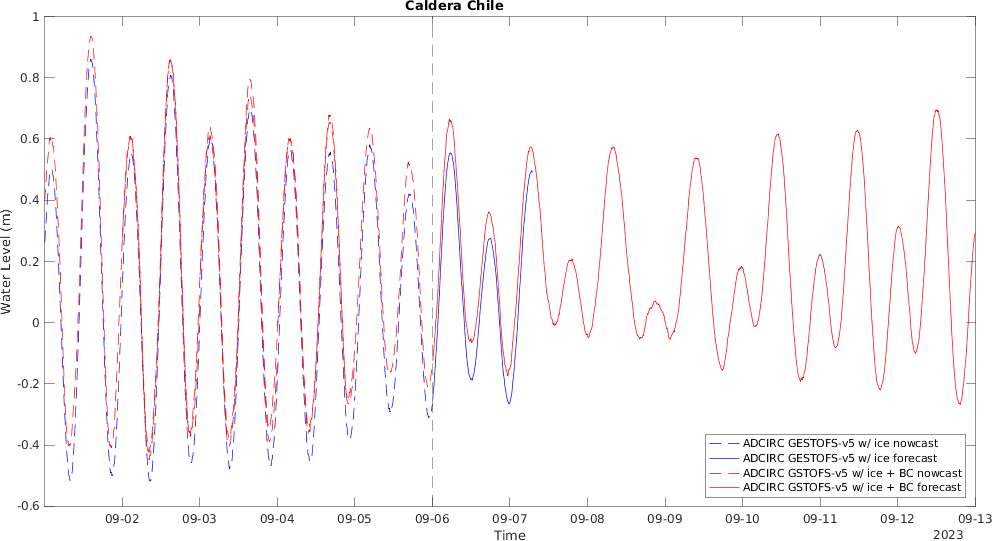 Caldera Chile
1
0.8
0.6
0.4
0.2
0
-0.2
-0.4
-0.6
Water Level (m)
09-02 09-03 09-04 09-05 09-06 09-07 09-08 09-09 09-10 09-11 09-12 09-13
Time
2023
ADCIRC GESTOFS-v5 w/ ice nowcast
ADCIRC GESTOFS-v5 w/ ice forecast
ADCIRC GSTOFS-v5 w/ ice + BC nowcast
ADCIRC GSTOFS-v5 w/ ice + BC forecast